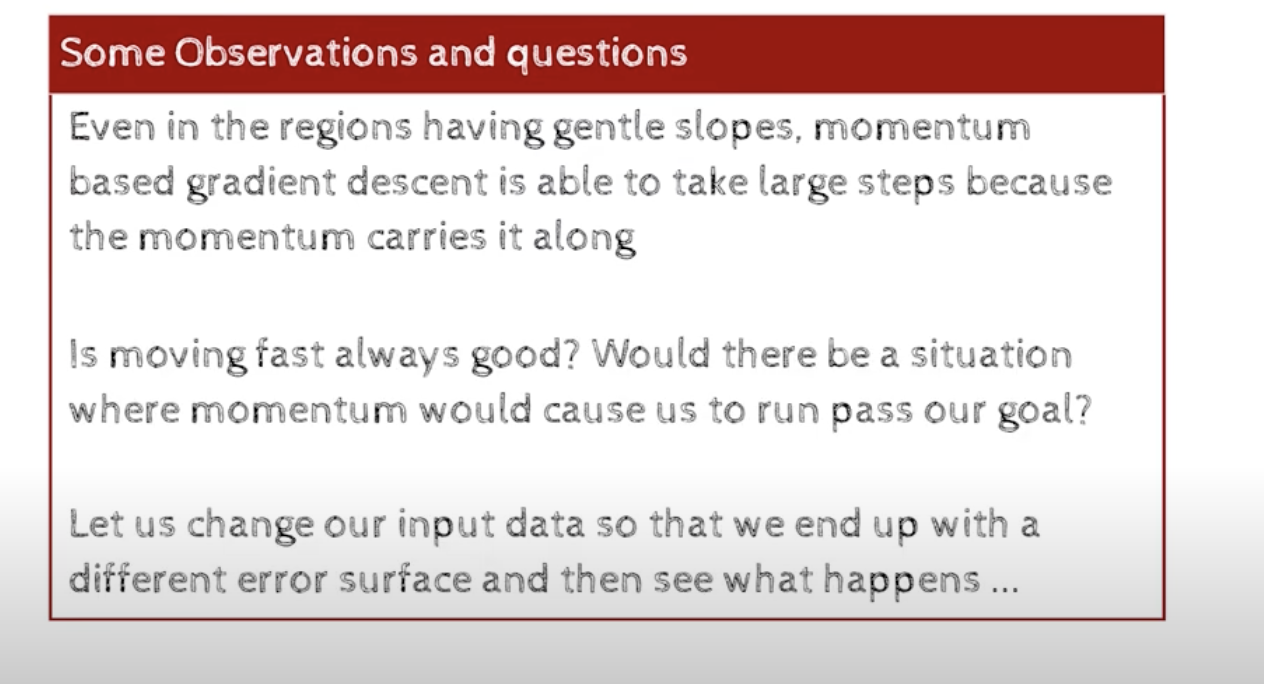 Some Observations and questions
Even in the regions having gentle slopes, momentum
based gradient descent is able to take large steps because
the momentum carries it along
Is moving fast always good? Would there be a situation
where momentum would cause us to run pass our goal?
Let us change our input data so that we end up with a
different error surface and then see what happens ...